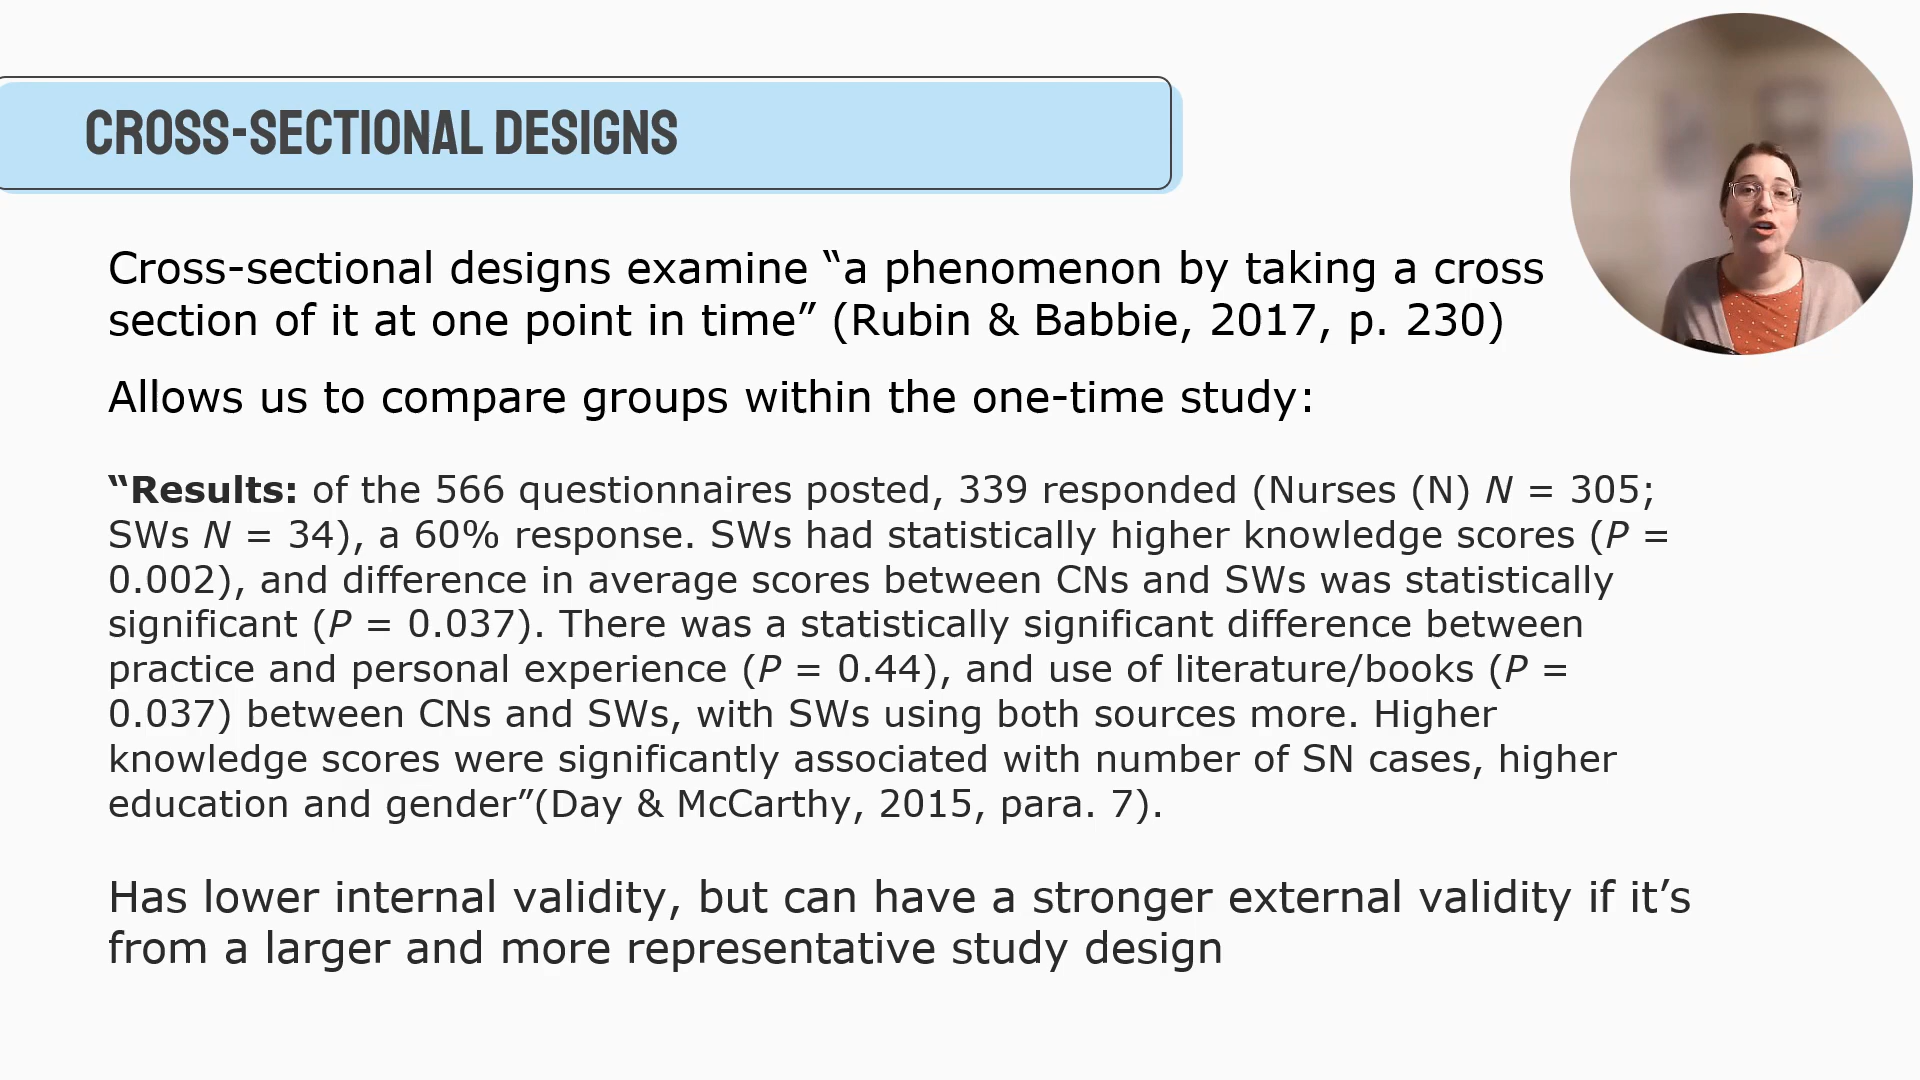 CROSS-SECTIONAL DESIGNS
Cross-sectional designs examine “a phenomenon by taking a cross
section of it at one point in time” (Rubin & Babbie, 2017, p. 230)
Allows us to compare groups within the one-time study:
“Results: of the 566 questionnaires posted, 339 responded (Nurses (N) N = 305;
SWs N = 34), a 60% response. SWs had statistically higher knowledge scores (P =
0.002), and difference in average scores between CNs and SWs was statistically
significant (P = 0.037). There was a statistically significant difference between
practice and personal experience (P = 0.44), and use of literature/books (P =
0.037) between CNs and SWs, with SWs using both sources more. Higher
knowledge scores were significantly associated with number of SN cases, higher
education and gender”(Day & McCarthy, 2015, para. 7).
Has lower internal validity, but can have a stronger external validity if it’s
from a larger and more representative study design